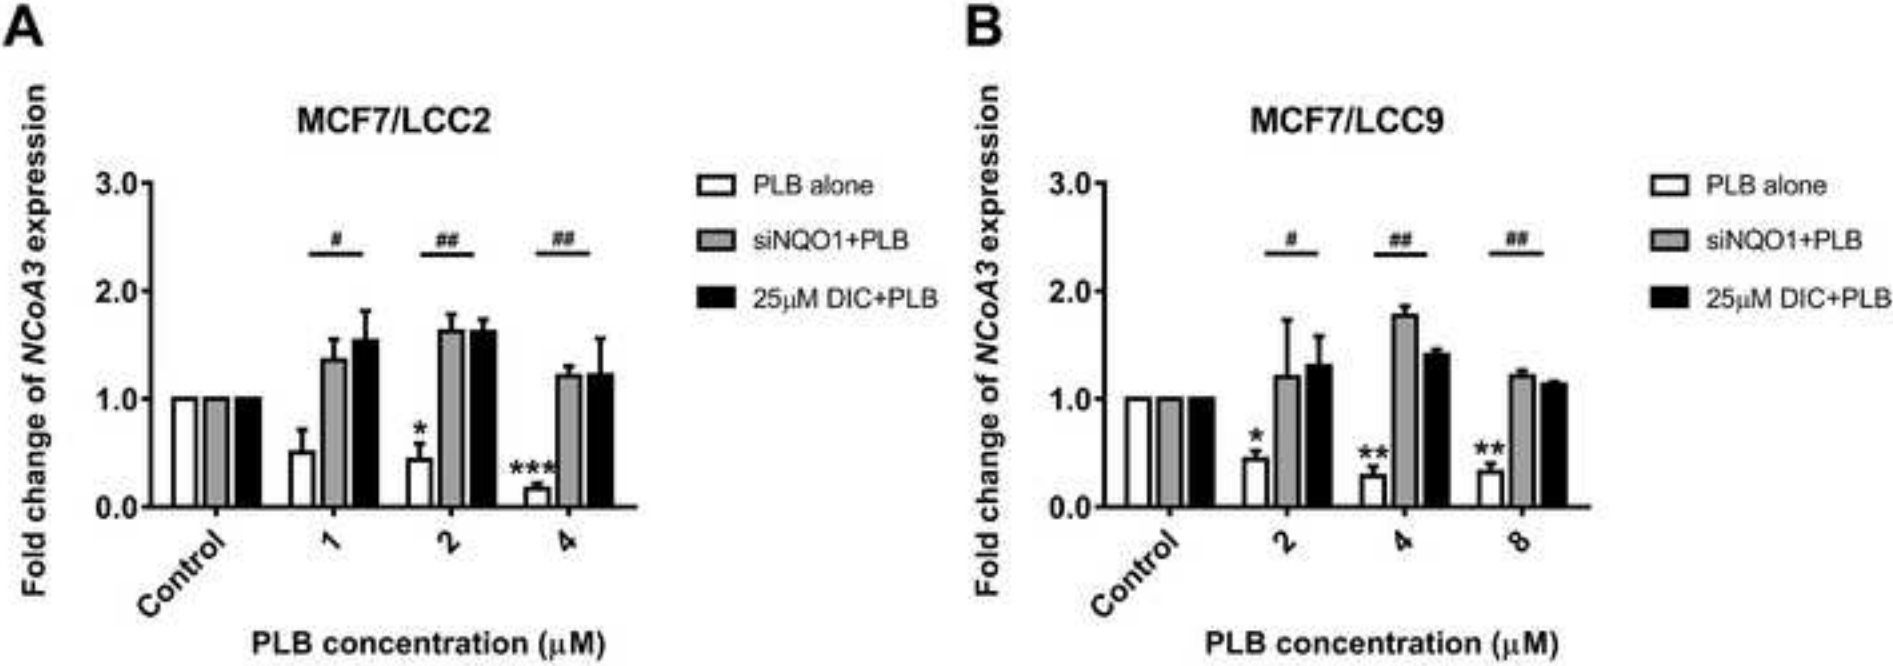 A
Fold change of NCoA3 expression
MCF7/LCC2
3.0
2.0
1.0
0.0
#
##
##
*
***
Control
1
2
4
PLB concentration (μM)
PLB alone
siNQO1+PLB
25μM DIC+PLB
B
Fold change of NCoA3 expression
MCF7/LCC9
3.0
2.0
1.0
0.0
#
##
##
*
**
**
Control
2
4
8
PLB concentration (μM)
PLB alone
siNQO1+PLB
25μM DIC+PLB